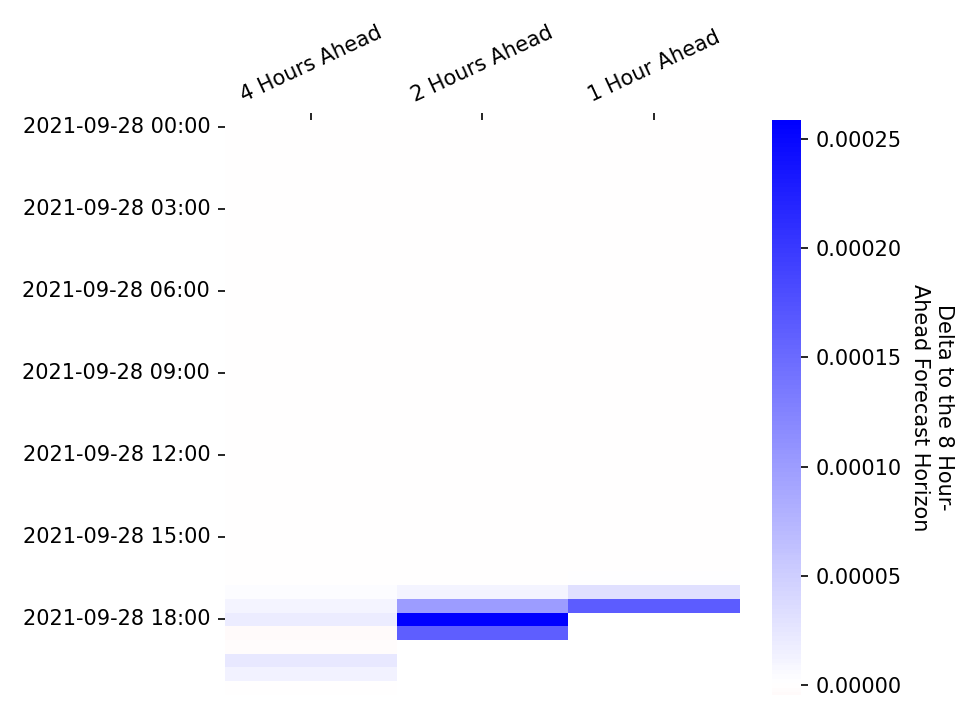 4 Hours Ahead
2 Hours Ahead
1 Hour Ahead
2021-09-28 00:00
2021-09-28 03:00
2021-09-28 06:00
2021-09-28 09:00
2021-09-28 12:00
2021-09-28 15:00
2021-09-28 18:00
0.00025
0.00020
0.00015
0.00010
0.00005
0.00000
Delta to the 8 Hour-
Ahead Forecast Horizon